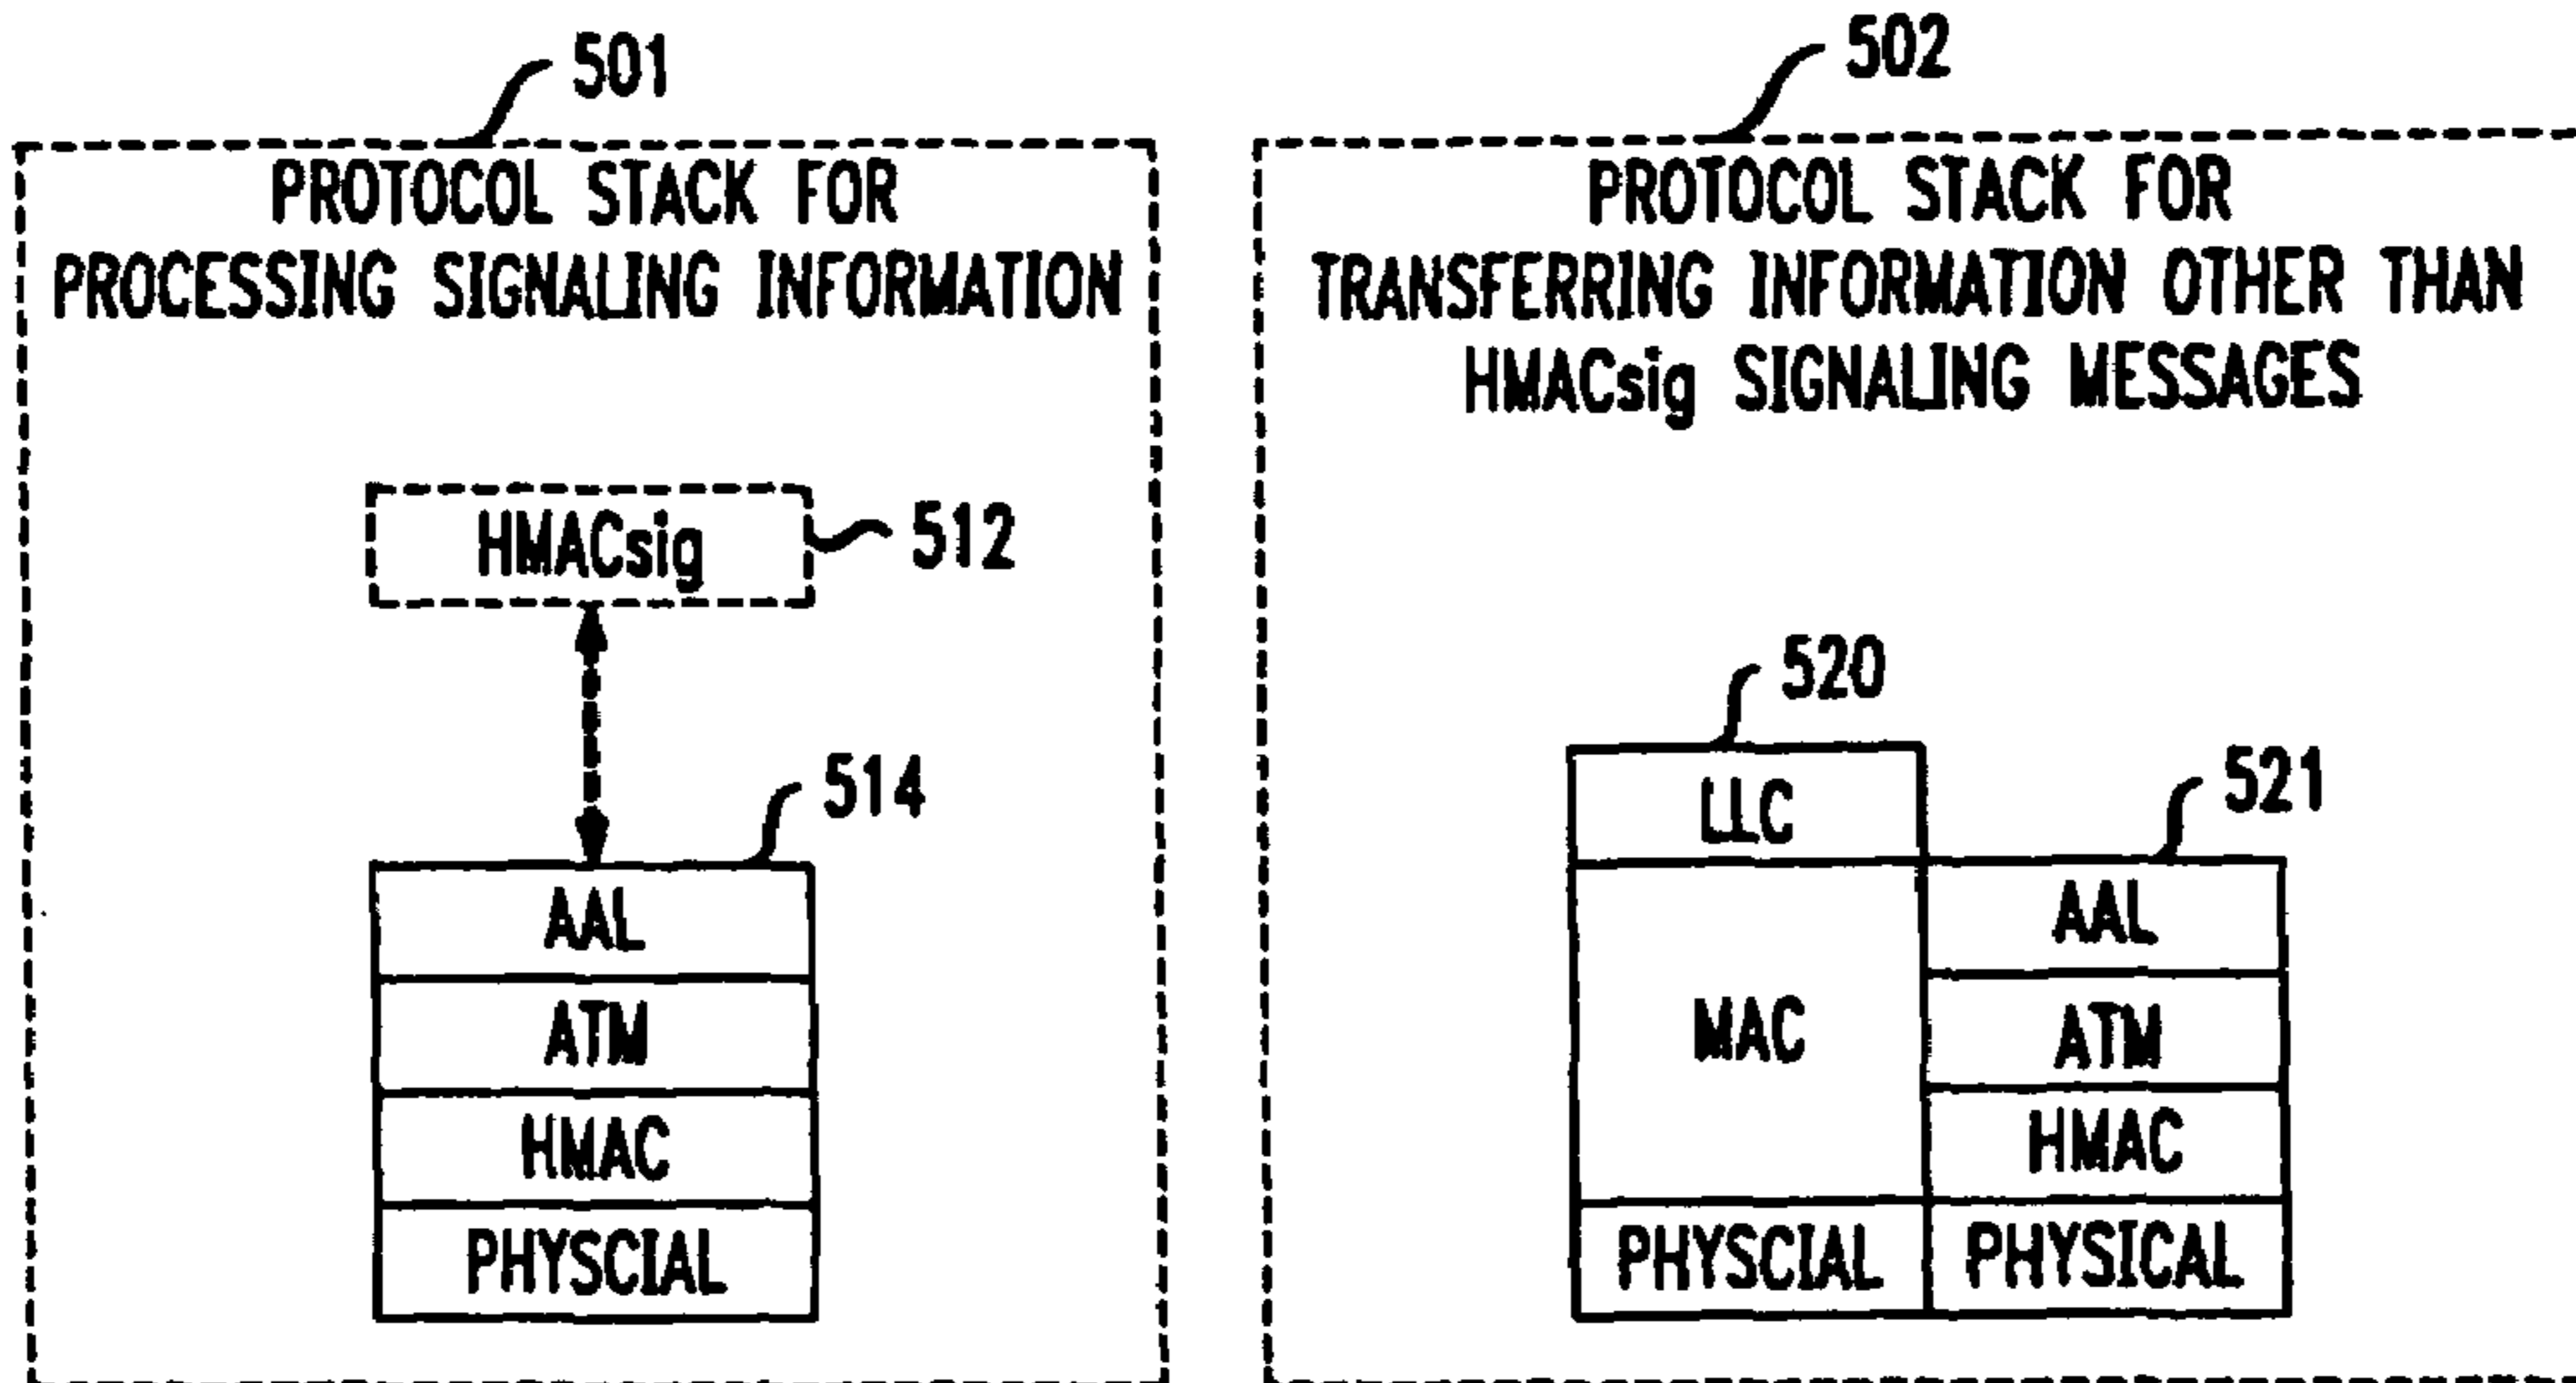 501
PROTOCOL STACK FOR
PROCESSING SIGNALING INFORMATION
HMACsig
512
514
AAL
ATM
HMAC
PHYSCIAL
502
PROTOCOL STACK FOR
TRANSFERRING INFORMATION OTHER THAN
HMACsig SIGNALING MESSAGES
520
LLC
MAC
PHYSCIAL
521
AAL
ATM
HMAC
PHYSICAL